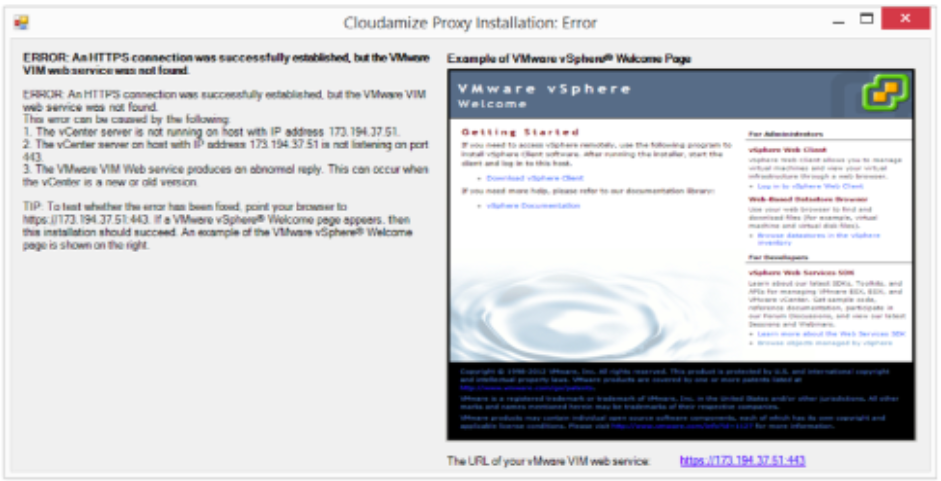 Cloudamize Proxy Installation: Error
ERROR: An HTTPS connection was successfully established, but the VMware
VIM web service was not found.
ERROR: An HTTPS connection was successfully established, but the VMware VIM
web service was not found.
This error can be caused by the following:
1. The vCenter server is not running on host with IP address 173.194.37.51.
2. The vCenter server on host with IP address 173.194.37.51 is not listening on port
443.
3. The VMware VIM Web service produces an abnormal reply. This can occur when
the vCenter is a new or old version.
TIP: To test whether the error has been fixed, point your browser to
https://173.194.37.51:443. If a VMware vSphere® Welcome page appears, then
this installation should succeed. An example of the VMware vSphere® Welcome
page is shown on the right.
Example of VMware vSphere® Welcome Page
VMware vSphere
Welcome
Getting Started
If you need to access vSphere remotely, use the following program to
install vSphere Client software. After running the installer, start the
client and log in to this host.
Download vSphere Client
If you need more help, please refer to our documentation library:
vSphere Documentation
For Administrators
vSphere Web Client
vSphere Web Client allows you to manage
virtual machines and view your virtual
infrastructure through a web browser.
Log in to vSphere Web Client
Web-Based Datastore Browser
Use your web browser to find and
download files (for example, virtual
machine and virtual disk files).
Browse datastores in the vSphere
inventory
For Developers
vSphere Web Services SDK
Learn about our latest SDKs, Toolkits, and
APIs for managing VMware ESX, ESXi, and
VMware vCenter. Get sample code,
reference documentation, participate in
our Forum Discussions, and view our latest
Sessions and Webinars.
Learn more about the Web Services SDK
Browse objects managed by vSphere
Copyright © 1998-2012 VMware, Inc. All rights reserved. This product is protected by U.S. and international copyright
and intellectual property laws. VMware products are covered by one or more patents listed at
http://www.vmware.com/go/patents.
VMware is a registered trademark or trademark of VMware, Inc. in the United States and/or other jurisdictions. All other
marks and names mentioned herein may be trademarks of their respective companies.
VMware products may contain individual open source software components, each of which has its own copyright and
applicable license conditions. Please visit for more information.
The URL of your vMware VIM web service: https://173.194.37.51:443